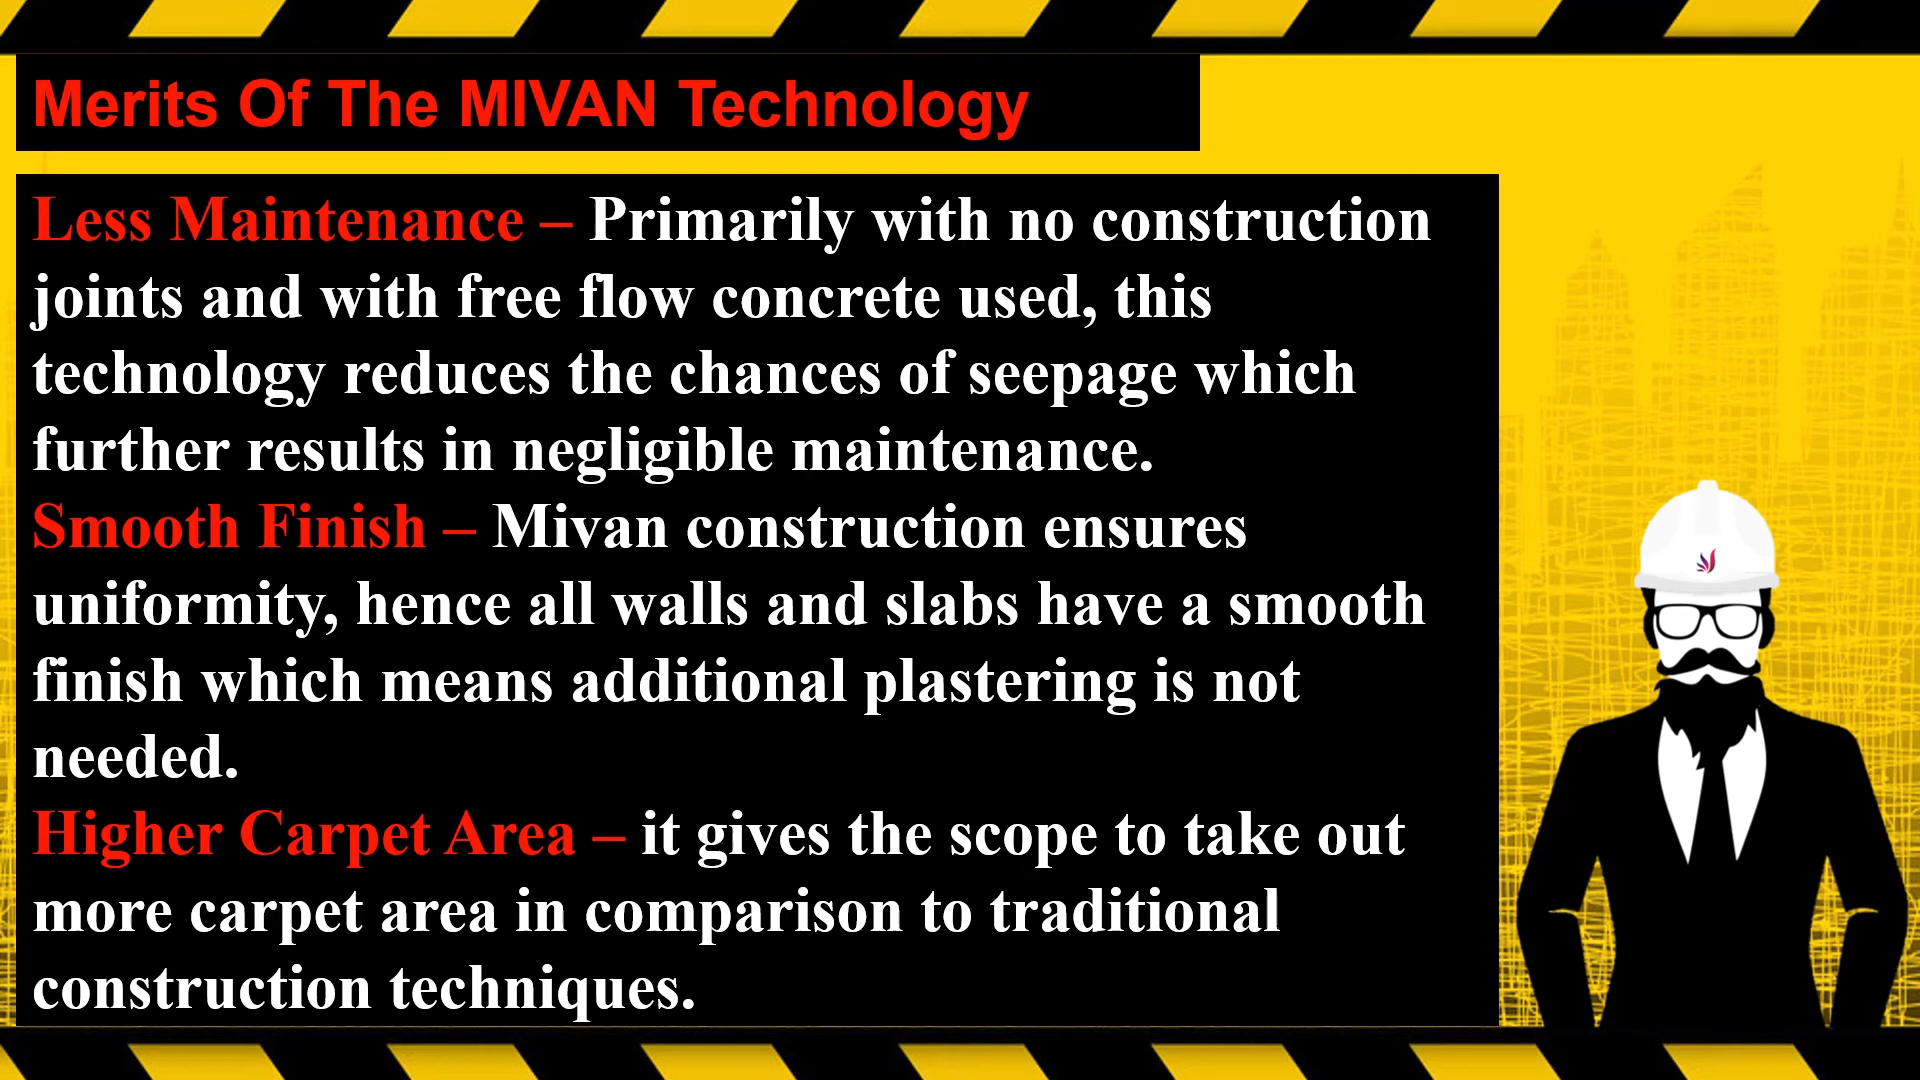 Merits Of The MIVAN Technology
Less Maintenance – Primarily with no construction
joints and with free flow concrete used, this
technology reduces the chances of seepage which
further results in negligible maintenance.
Smooth Finish – Mivan construction ensures
uniformity, hence all walls and slabs have a smooth
finish which means additional plastering is not
needed.
Higher Carpet Area – it gives the scope to take out
more carpet area in comparison to traditional
construction techniques.